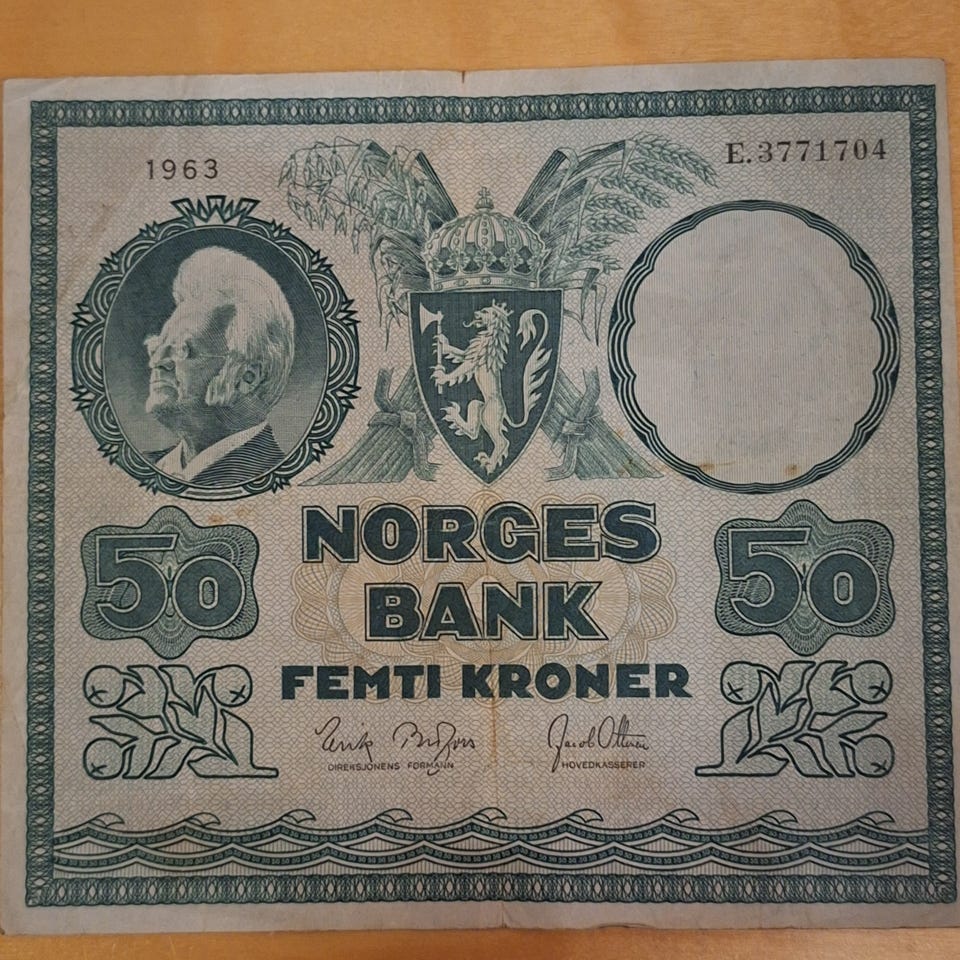 1963
E.3771704
NORGES
BANK
50
50
FEMTI KRONER
DIREKSJONENS FORMANN
HOVEDKASSERER